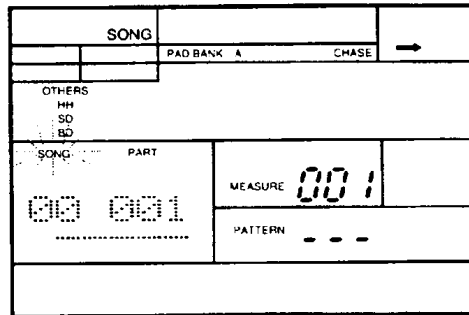 SONG
PAD BANK A CHASE
OTHERS
HH
SD
BD
SONG PART
MEASURE 001
00 001
PATTERN ---